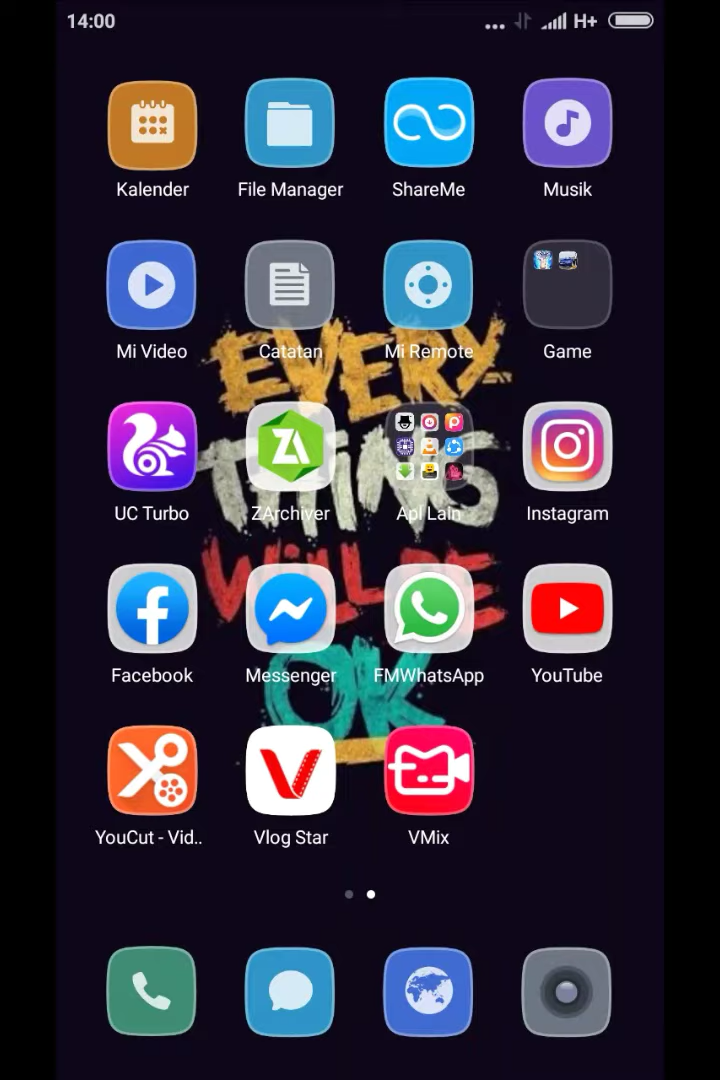 14:00
... H+
Kalender File Manager ShareMe Musik
Mi Video Catatan Mi Remote Game
EVERY
UC Turbo ZArchiver Apl Lain Instagram
THING
WILL BE
Facebook Messenger FMWhatsApp YouTube
OK
YouCut - Vid.. Vlog Star VMix